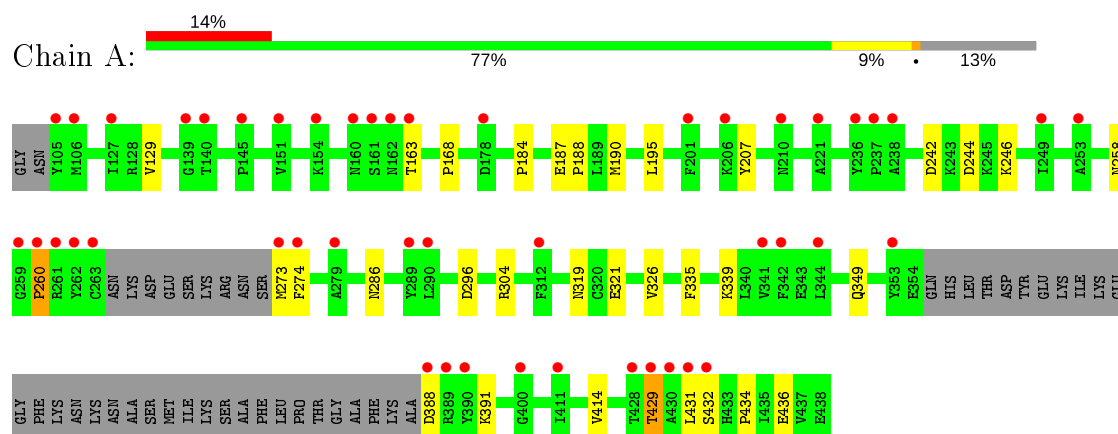 14%
Chain A:
77% 9% • 13%
GLY ASN Y105 M106 I127 R128 V129 G139 T140 P145 V151 K154 N160 S161 N162 T163 P168 D178 P184 E187 P188 L189 M190 L195 F201 K206 Y207 N210 A221 Y236 P237 A238 D242 K243 D244 K245 K246 I249 A253 N258
G259 P260 R261 Y262 C263 ASN LYS ASP GLU SER LYS ARG ASN SER M273 F274 A279 N286 Y289 L290 D296 R304 F312 N319 C320 E321 V326 F335 K339 L340 V341 F342 E343 L344 Q349 Y353 E354 GLN HIS LEU THR ASP TYR GLU LYS ILE LYS GLU
GLY PHE LYS ASN LYS ASN ALA SER MET ILE LYS SER ALA PHE LEU PRO THR GLY ALA PHE LYS ALA D388 R389 Y390 K391 G400 I411 V414 T428 T429 A430 L431 S432 H433 P434 I435 E436 V437 E438